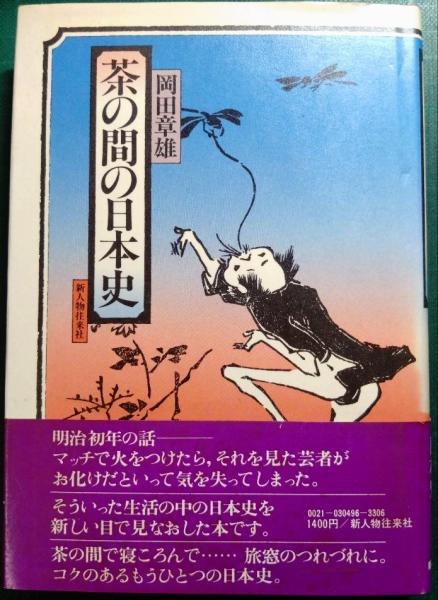 岡田章雄
茶の間の日本史
新人物往来社
明治初年の話———
マッチで火をつけたら，それを見た芸者が
お化けだといって気を失ってしまった。
そういった生活の中の日本史を
新しい目で見なおした本です。
0021-030496-3306
1400円／新人物往来社
茶の間で寝ころんで…… 旅窓のつれづれに。
コクのあるもうひとつの日本史。